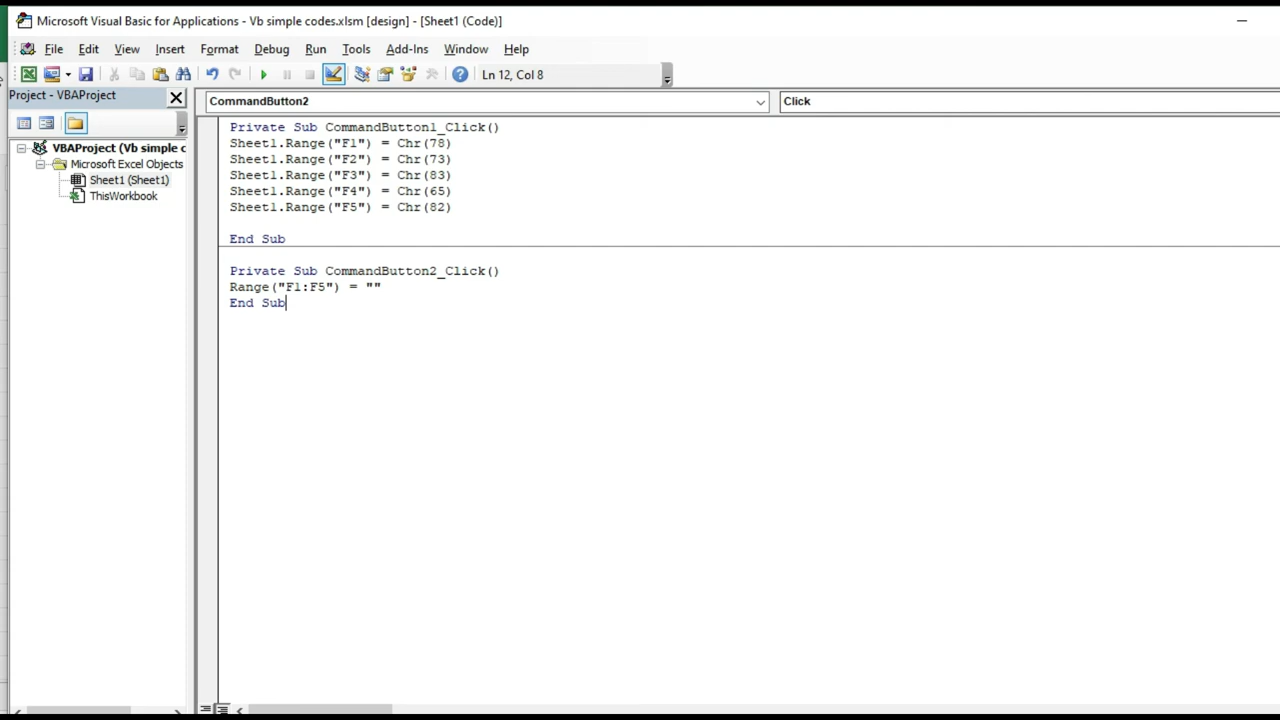 Microsoft Visual Basic for Applications - Vb simple codes.xlsm [design] - [Sheet1 (Code)]
File Edit View Insert Format Debug Run Tools Add-Ins Window Help
Ln 12, Col 8
Project - VBAProject
CommandButton2
Click
VBAProject (Vb simple c
Microsoft Excel Objects
Sheet1 (Sheet1)
ThisWorkbook
Private Sub CommandButton1_Click()
Sheet1.Range("F1") = Chr(78)
Sheet1.Range("F2") = Chr(73)
Sheet1.Range("F3") = Chr(83)
Sheet1.Range("F4") = Chr(65)
Sheet1.Range("F5") = Chr(82)
End Sub
Private Sub CommandButton2_Click()
Range("F1:F5") = ""
End Sub